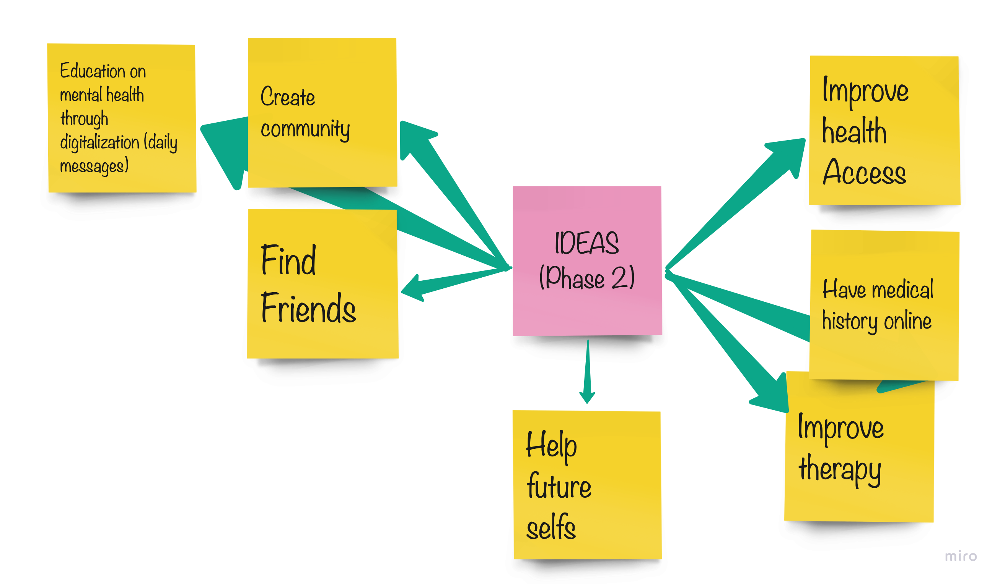 Education on
mental health
through
digitalization (daily
messages)
Create
community
Find
Friends
IDEAS
(Phase 2)
Help
future
selfs
Improve
health
Access
Have medical
history online
Improve
therapy
miro